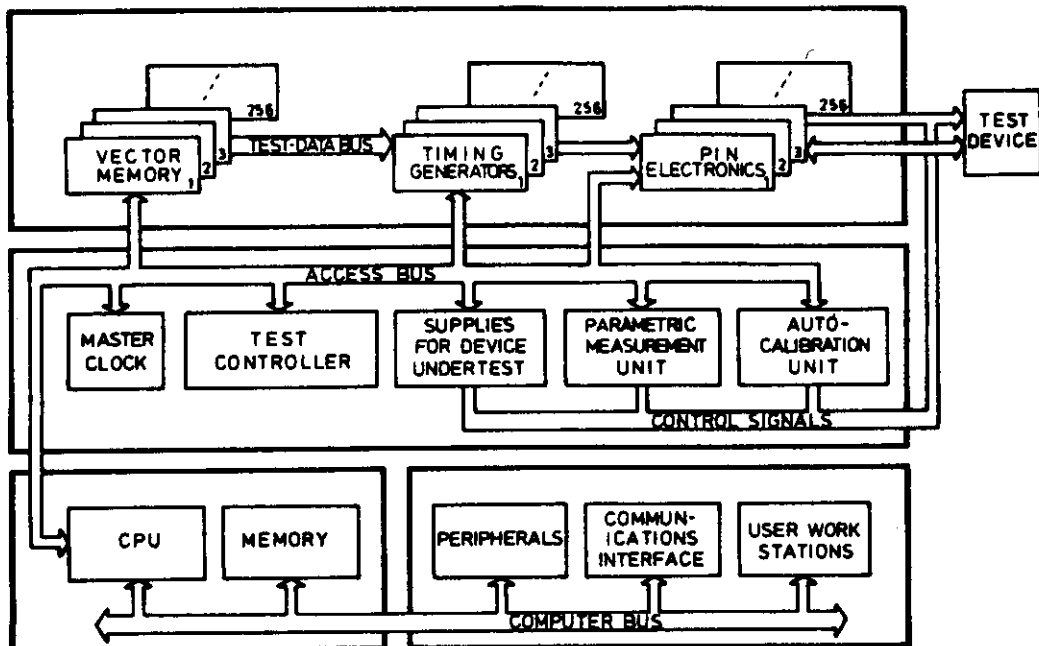 256
3
2
VECTOR
MEMORY
1
TEST-DATA BUS
256
3
2
TIMING
GENERATORS
1
256
3
2
PIN
ELECTRONICS
1
TEST
DEVICE
ACCESS BUS
MASTER
CLOCK
TEST
CONTROLLER
SUPPLIES
FOR DEVICE
UNDERTEST
PARAMETRIC
MEASUREMENT
UNIT
AUTO-
CALIBRATION
UNIT
CONTROL SIGNALS
CPU
MEMORY
PERIPHERALS
COMMUN-
ICATIONS
INTERFACE
USER WORK
STATIONS
COMPUTER BUS